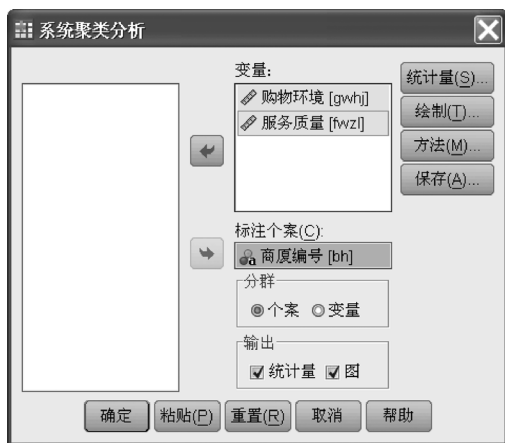 系统聚类分析
变量:
购物环境 [gwhj]
服务质量 [fwzl]
统计量(S)...
绘制(T)...
方法(M)...
保存(A)...
标注个案(C):
商厦编号 [bh]
分群
个案 变量
输出
统计量 图
确定 粘贴(P) 重置(R) 取消 帮助